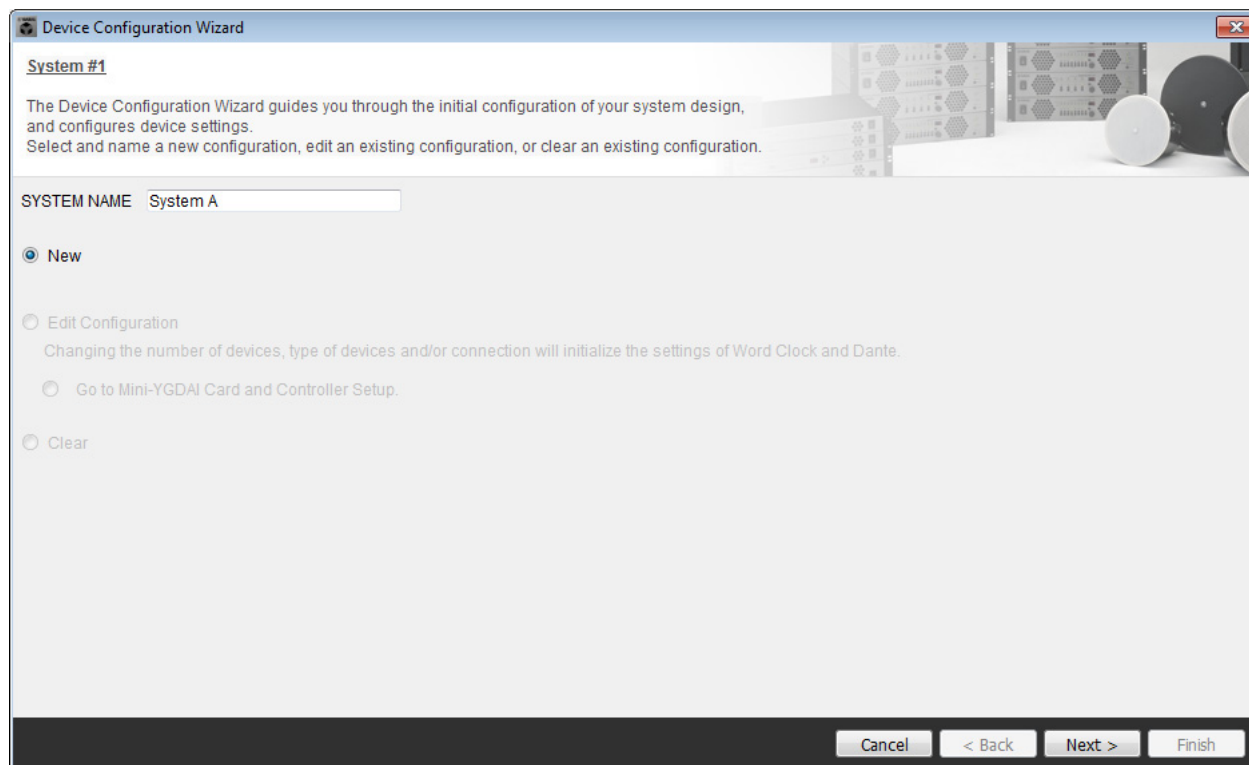 Device Configuration Wizard
System #1
The Device Configuration Wizard guides you through the initial configuration of your system design,
and configures device settings.
Select and name a new configuration, edit an existing configuration, or clear an existing configuration.
SYSTEM NAME System A
New
Edit Configuration
Changing the number of devices, type of devices and/or connection will initialize the settings of Word Clock and Dante.
Go to Mini-YGDAI Card and Controller Setup.
Clear
Cancel < Back Next > Finish